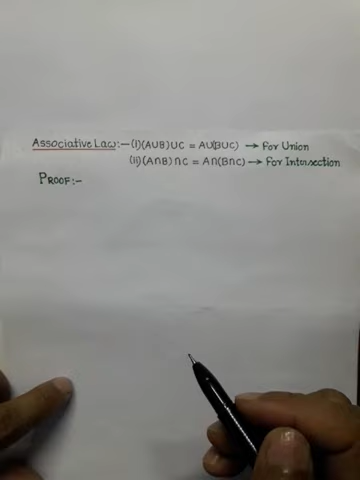 Associative Law:-(i)(AUB)UC = AU(BUC) → For Union
(ii)(A∩B)∩C = A∩(B∩C) → For Intersection
PROOF:-